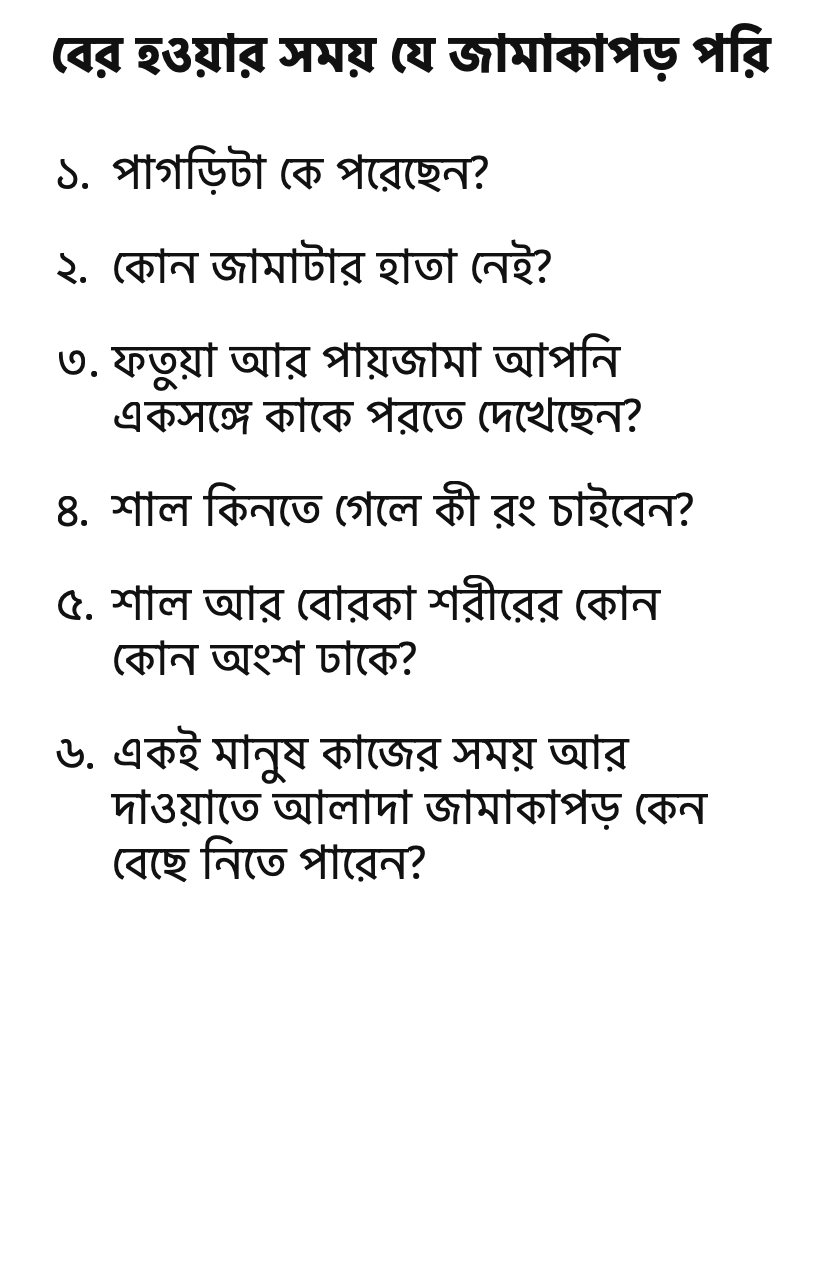 বের হওয়ার সময় যে জামাকাপড় পরি
১. পাগড়িটা কে পরেছেন?
২. কোন জামাটার হাতা নেই?
৩. ফতুয়া আর পায়জামা আপনি
একসঙ্গে কাকে পরতে দেখেছেন?
৪. শাল কিনতে গেলে কী রং চাইবেন?
৫. শাল আর বোরকা শরীরের কোন
কোন অংশ ঢাকে?
৬. একই মানুষ কাজের সময় আর
দাওয়াতে আলাদা জামাকাপড় কেন
বেছে নিতে পারেন?